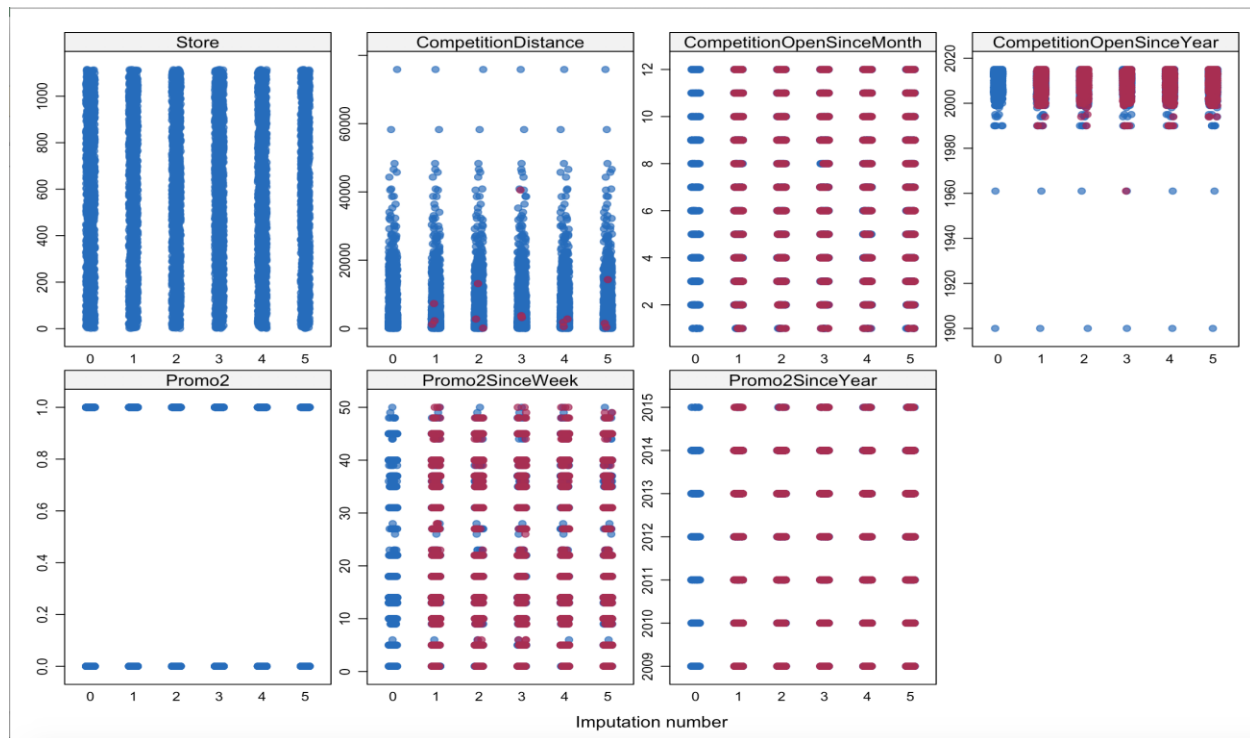 Store
CompetitionDistance
CompetitionOpenSinceMonth
CompetitionOpenSinceYear
1000
800
600
400
200
0
60000
40000
20000
0
12
10
8
6
4
2
2020
2000
1980
1960
1940
1920
1900
0 1 2 3 4 5
0 1 2 3 4 5
0 1 2 3 4 5
0 1 2 3 4 5
Promo2
Promo2SinceWeek
Promo2SinceYear
1.0
0.8
0.6
0.4
0.2
0.0
50
40
30
20
10
0
2015
2014
2013
2012
2011
2010
2009
0 1 2 3 4 5
0 1 2 3 4 5
0 1 2 3 4 5
Imputation number